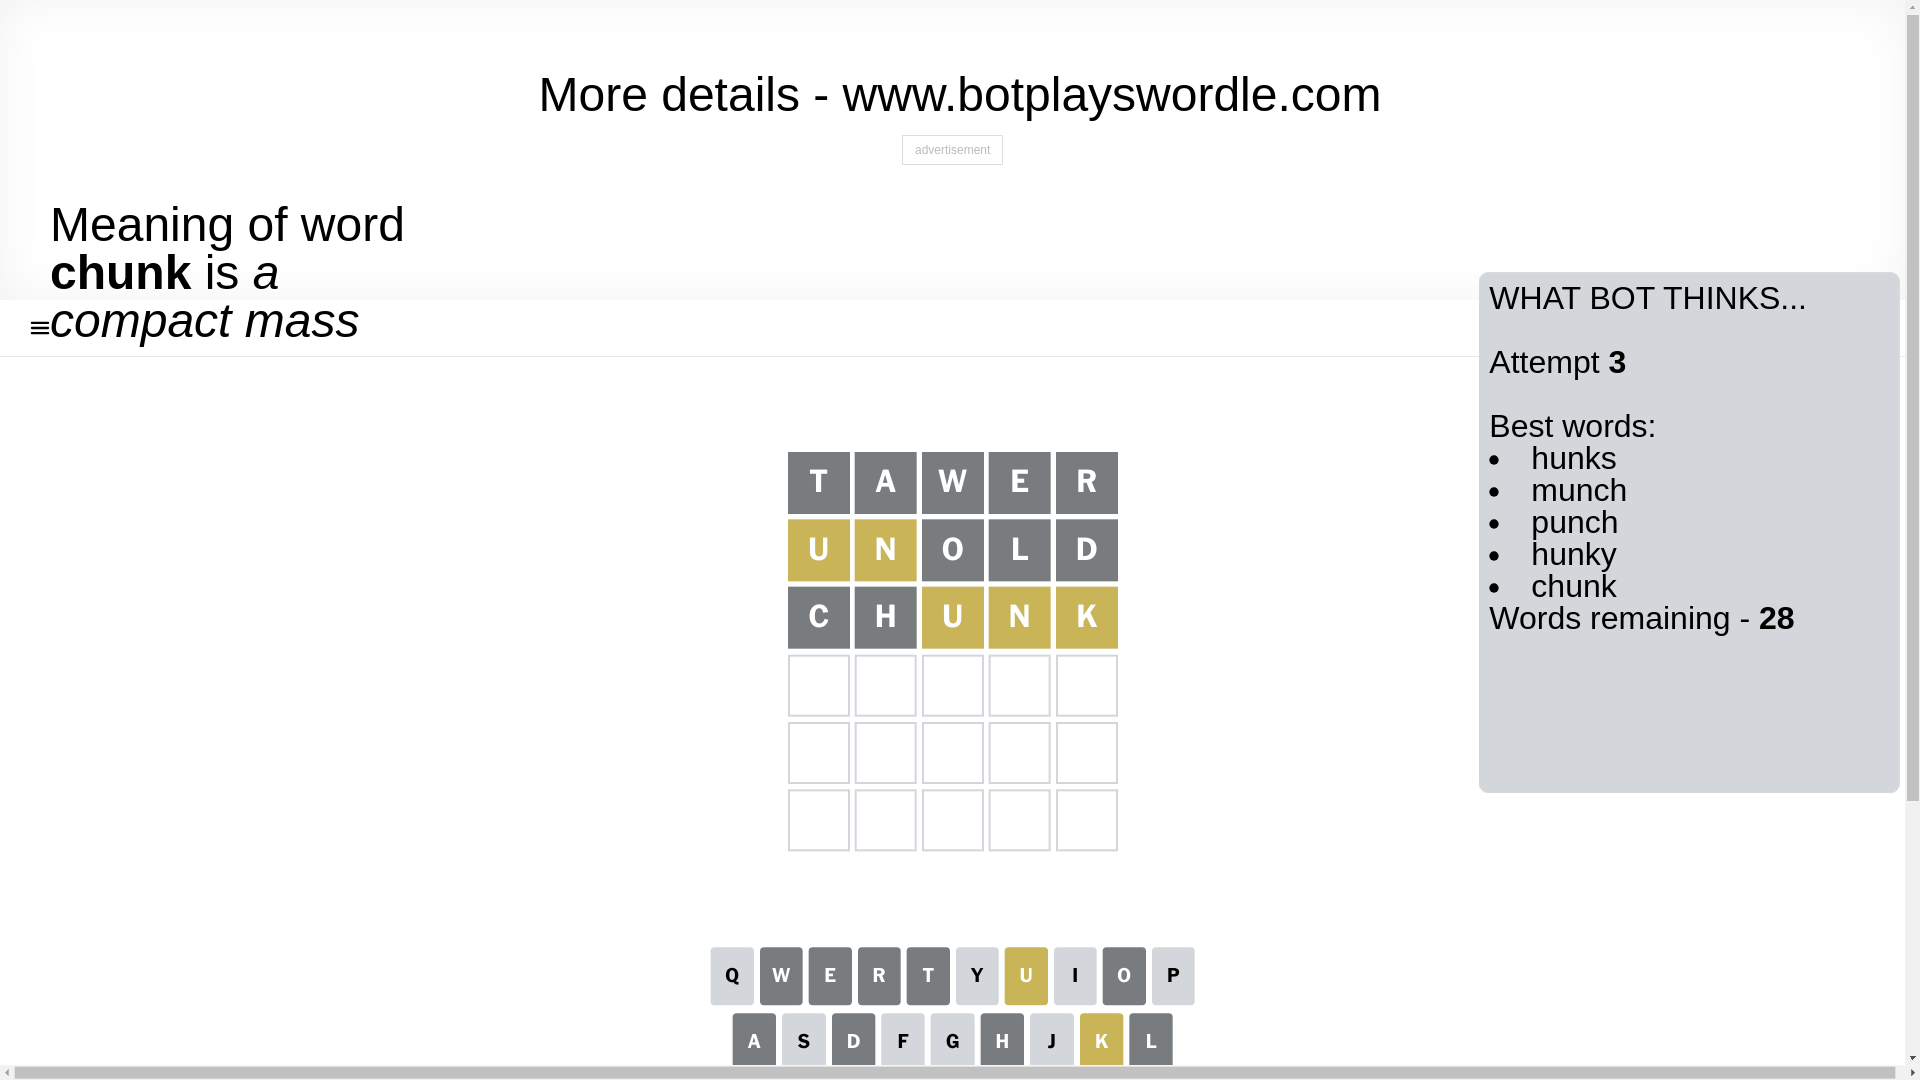 More details - www.botplayswordle.com
advertisement
Meaning of word
chunk is a
compact mass
WHAT BOT THINKS...
Attempt 3
Best words:
• hunks
• munch
• punch
• hunky
• chunk
Words remaining - 28
T A W E R
U N O L D
C H U N K
Q W E R T Y U I O P
A S D F G H J K L